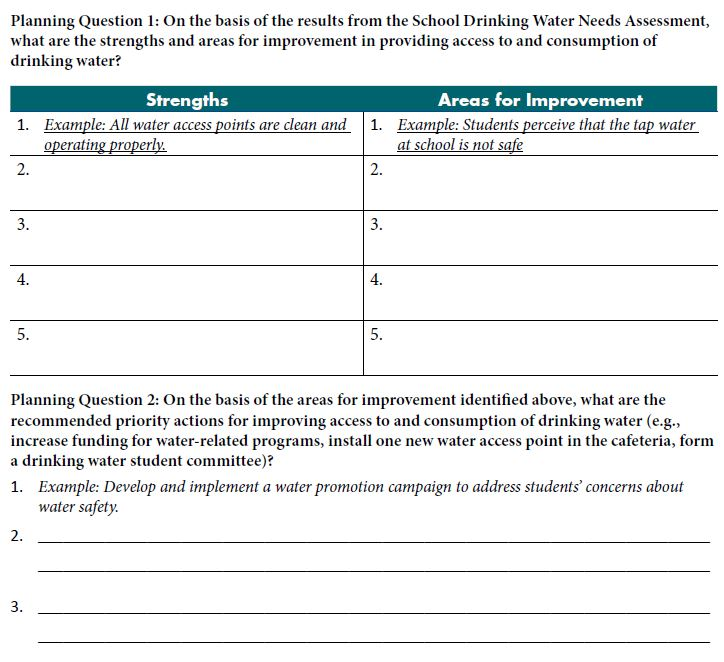 Planning Question 1: On the basis of the results from the School Drinking Water Needs Assessment,
what are the strengths and areas for improvement in providing access to and consumption of
drinking water?
Strengths
Areas for Improvement
1. Example: All water access points are clean and
operating properly.
1. Example: Students perceive that the tap water
at school is not safe
2.
2.
3.
3.
4.
4.
5.
5.
Planning Question 2: On the basis of the areas for improvement identified above, what are the
recommended priority actions for improving access to and consumption of drinking water (e.g.,
increase funding for water-related programs, install one new water access point in the cafeteria, form
a drinking water student committee)?
1. Example: Develop and implement a water promotion campaign to address students’ concerns about
water safety.
2.
3.